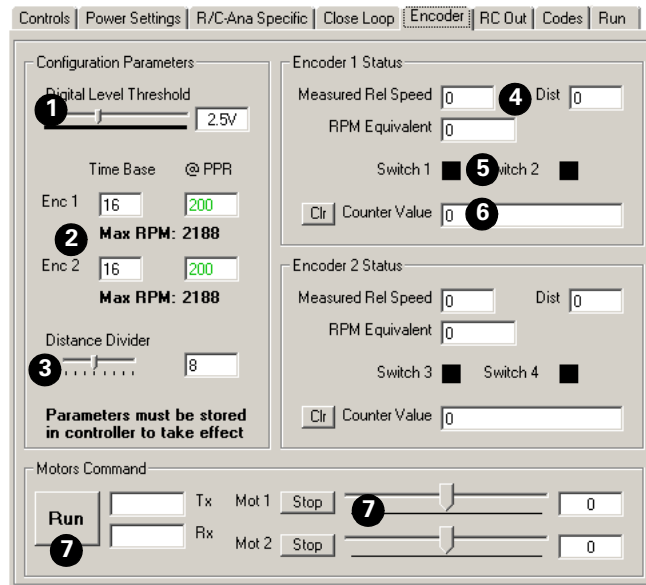 Controls Power Settings R/C-Ana Specific Close Loop Encoder RC Out Codes Run
Configuration Parameters
1 Digital Level Threshold
2.5V
Time Base @ PPR
Enc 1 16 200
2 Max RPM: 2188
Enc 2 16 200
Max RPM: 2188
Distance Divider
3 8
Parameters must be stored
in controller to take effect
Encoder 1 Status
Measured Rel Speed 0 4 Dist 0
RPM Equivalent 0
Switch 1 5 Switch 2
Clr Counter Value 0 6
Encoder 2 Status
Measured Rel Speed 0 Dist 0
RPM Equivalent 0
Switch 3 Switch 4
Clr Counter Value 0
Motors Command
Run 7 Tx Rx
Mot 1 Stop 7 0
Mot 2 Stop 0